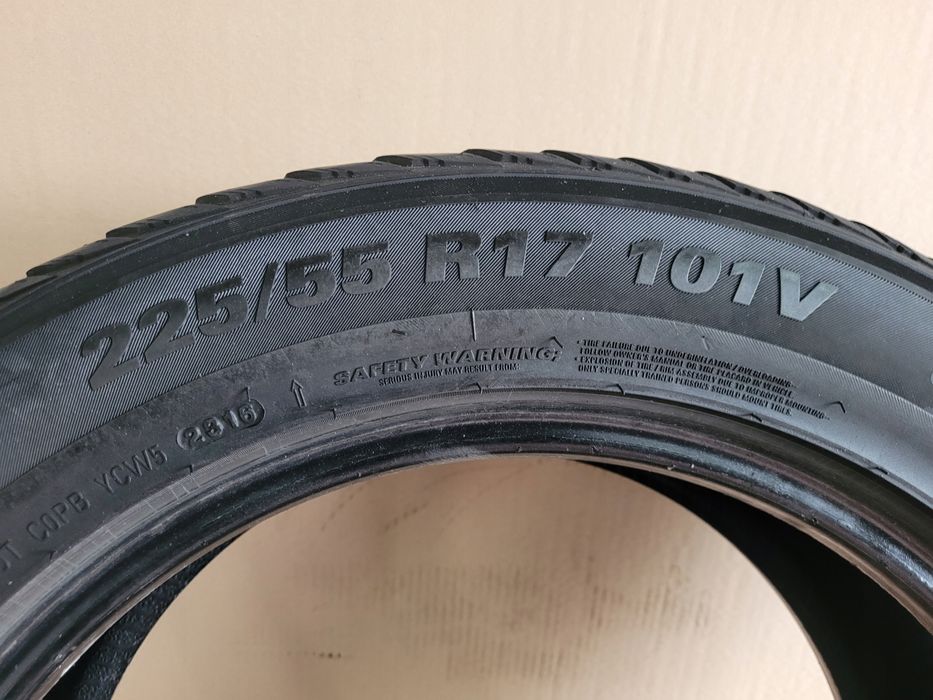 225/55 R17 101V
SAFETY WARNING:
SERIOUS INJURY MAY RESULT FROM:
• TIRE FAILURE DUE TO UNDERINFLATION/OVERLOADING-
FOLLOW OWNER'S MANUAL OR TIRE PLACARD IN VEHICLE.
• EXPLOSION OF TIRE/RIM ASSEMBLY DUE TO IMPROPER MOUNTING-
ONLY SPECIALLY TRAINED PERSONS SHOULD MOUNT TIRES.
C0PB YCW5 2816